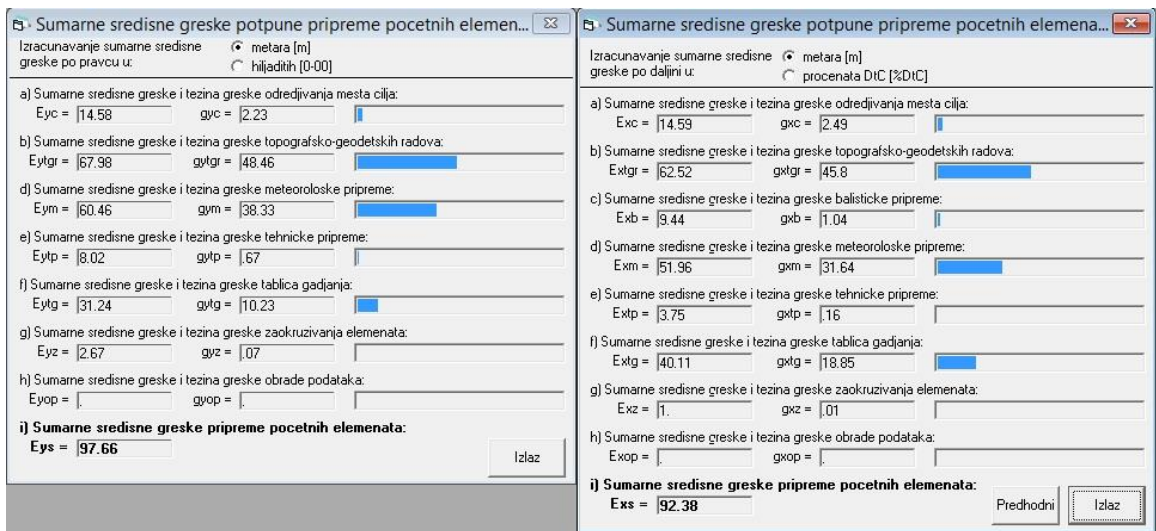 Sumarne sredisne greske potpune pripreme pocetnih elemen...
Izracunavanje sumarne sredisne greske po pravcu u:
metara [m]
hiljaditih [0-00]
a) Sumarne sredisne greske i tezina greske odredjivanja mesta cilja:
Eyc = 14.58 gyc = 2.23
b) Sumarne sredisne greske i tezina greske topografsko-geodetskih radova:
Eytgr = 67.98 gytgr = 48.46
d) Sumarne sredisne greske i tezina greske meteoroloske pripreme:
Eym = 60.46 gym = 38.33
e) Sumarne sredisne greske i tezina greske tehnicke pripreme:
Eytp = 8.02 gytp = .67
f) Sumarne sredisne greske i tezina greske tablica gadjanja:
Eytg = 31.24 gytg = 10.23
g) Sumarne sredisne greske i tezina greske zaokruzivanja elemenata:
Eyz = 2.67 gyz = .07
h) Sumarne sredisne greske i tezina greske obrade podataka:
Eyop = . gyop = .
i) Sumarne sredisne greske pripreme pocetnih elemenata:
Eys = 97.66
Izlaz
Sumarne sredisne greske potpune pripreme pocetnih elemenata...
Izracunavanje sumarne sredisne greske po daljini u:
metara [m]
procenata DtC [%DtC]
a) Sumarne sredisne greske i tezina greske odredjivanja mesta cilja:
Exc = 14.59 gxc = 2.49
b) Sumarne sredisne greske i tezina greske topografsko-geodetskih radova:
Extgr = 62.52 gxtgr = 45.8
c) Sumarne sredisne greske i tezina greske balisticke pripreme:
Exb = 9.44 gxb = 1.04
d) Sumarne sredisne greske i tezina greske meteoroloske pripreme:
Exm = 51.96 gxm = 31.64
e) Sumarne sredisne greske i tezina greske tehnicke pripreme:
Extp = 3.75 gxtp = .16
f) Sumarne sredisne greske i tezina greske tablica gadjanja:
Extg = 40.11 gxtg = 18.85
g) Sumarne sredisne greske i tezina greske zaokruzivanja elemenata:
Exz = 1. gxz = .01
h) Sumarne sredisne greske i tezina greske obrade podataka:
Exop = . gxop = .
i) Sumarne sredisne greske pripreme pocetnih elemenata:
Exs = 92.38
Predhodni
Izlaz